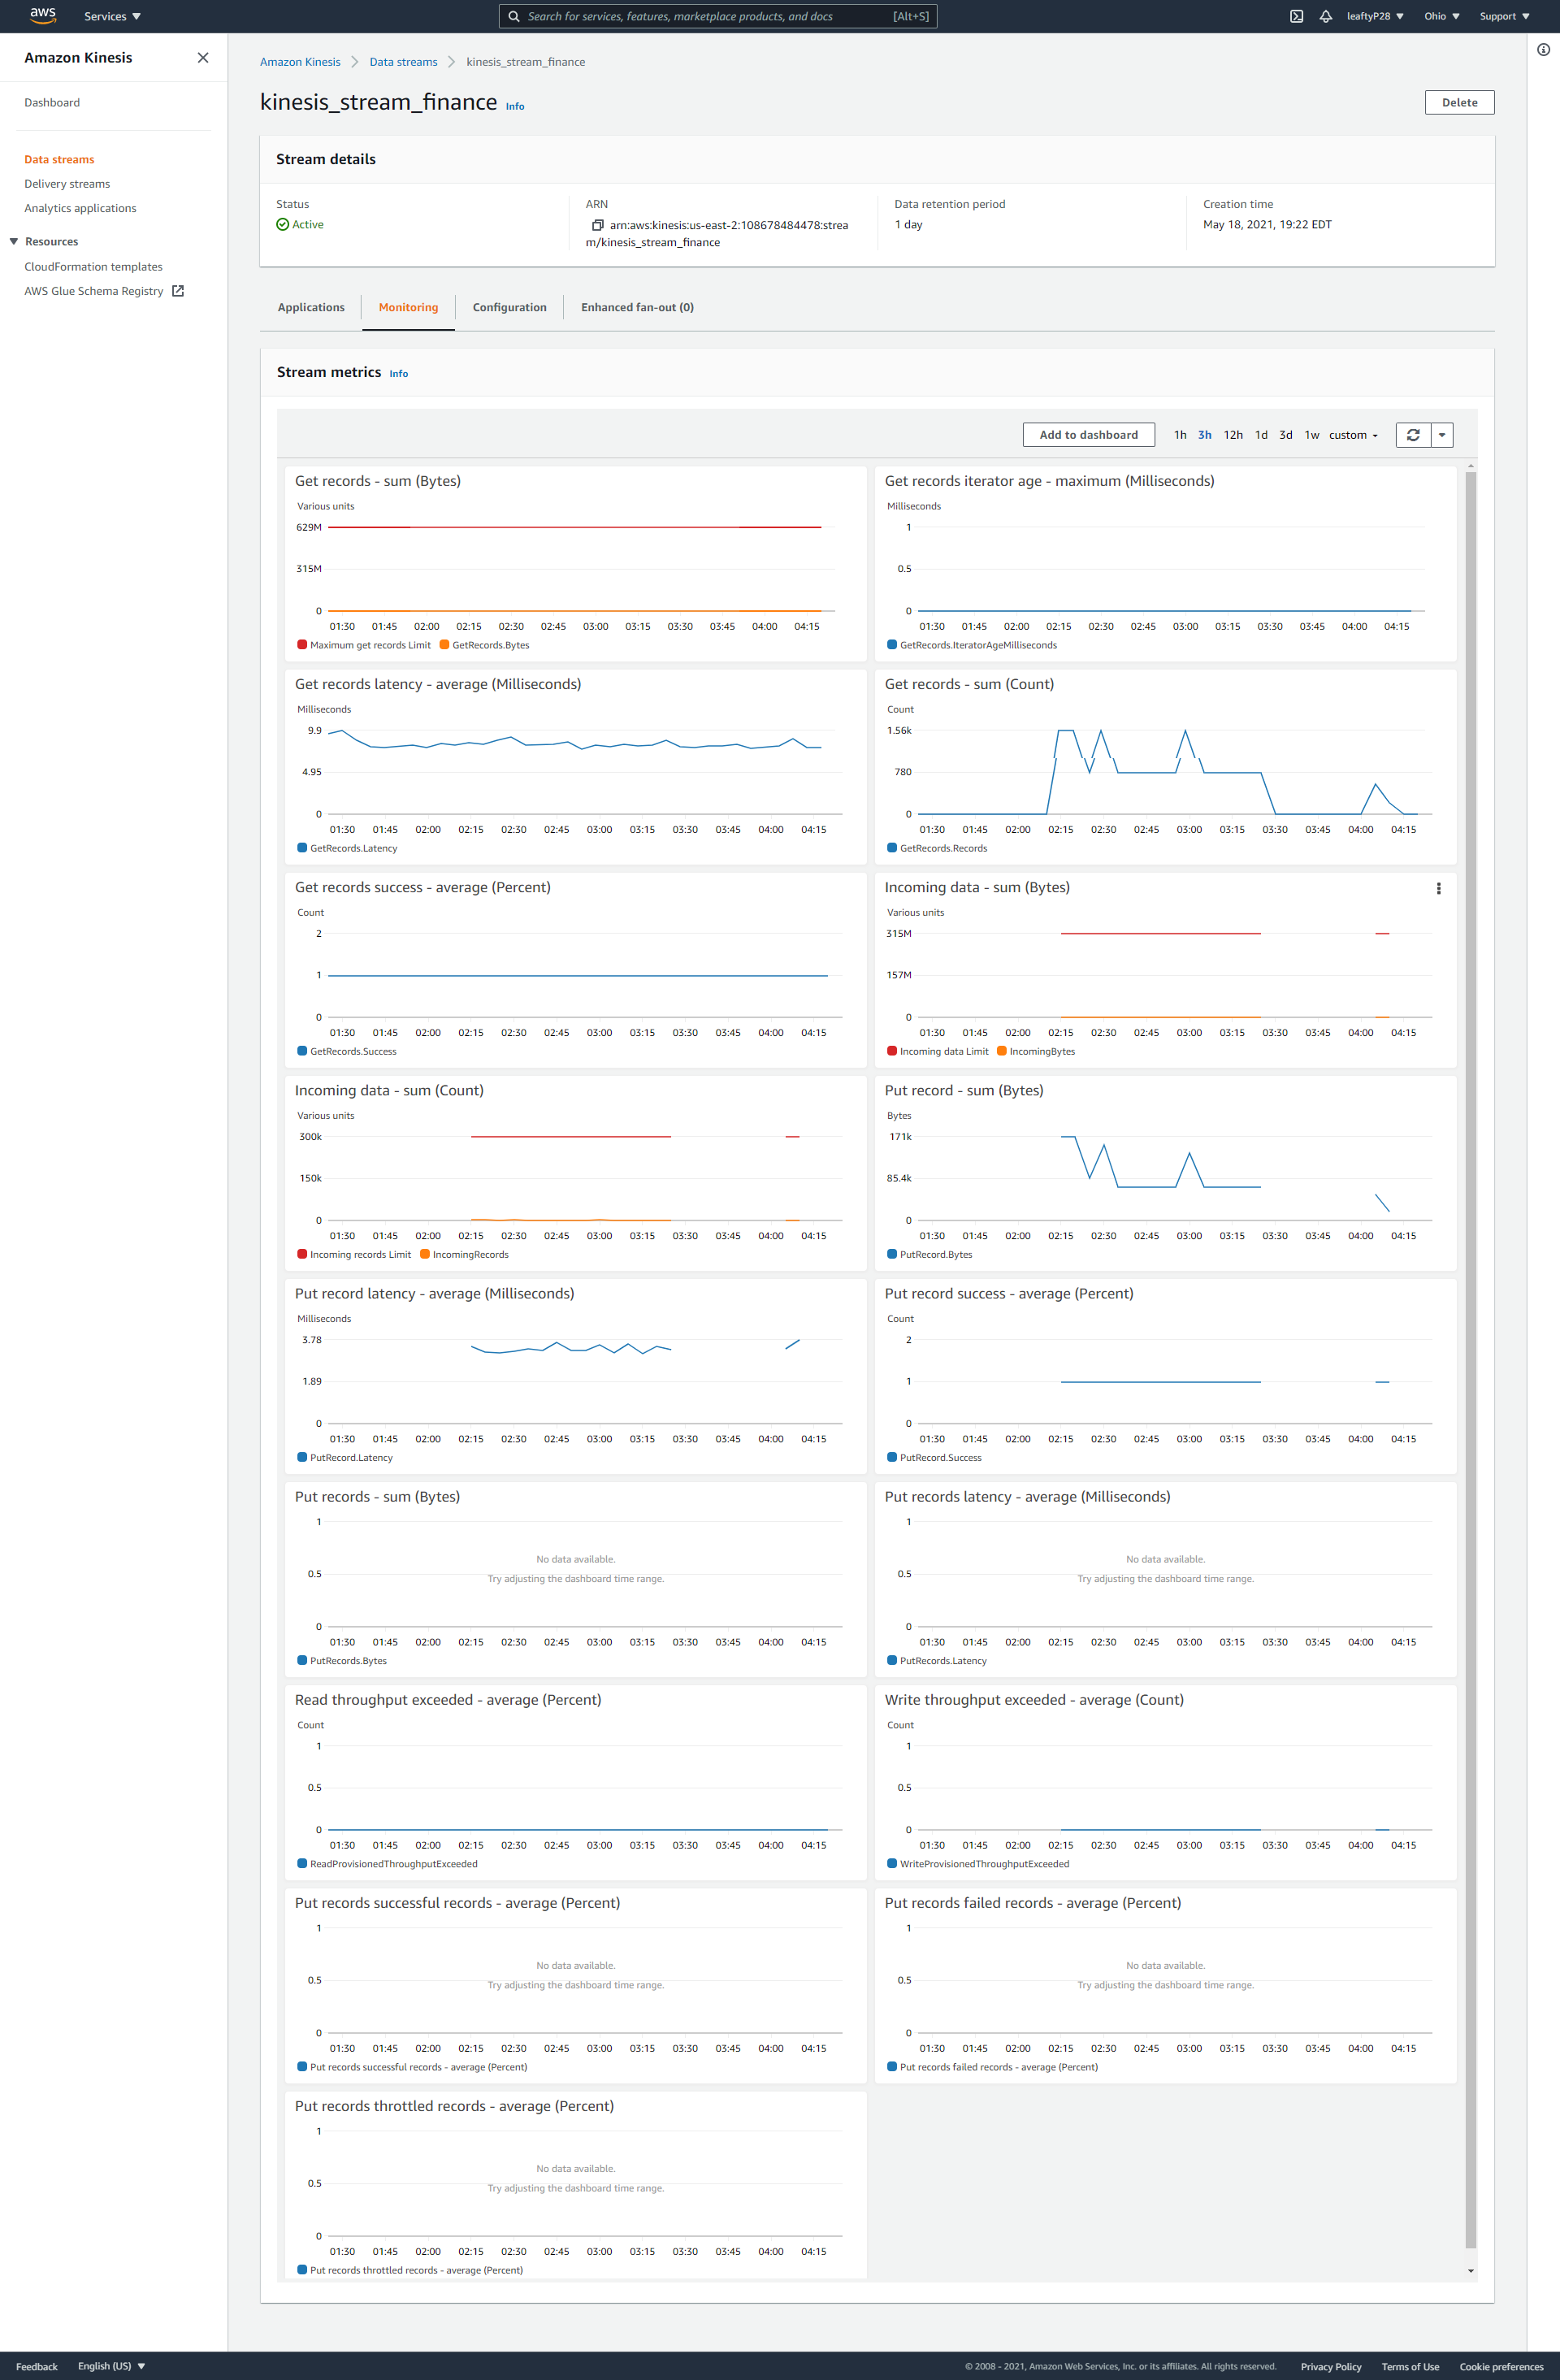 aws
Services
Search for services, features, marketplace products, and docs [Alt+S]
leaftyP28
Ohio
Support
Amazon Kinesis
Dashboard
Data streams
Delivery streams
Analytics applications
Resources
CloudFormation templates
AWS Glue Schema Registry
Amazon Kinesis
Data streams
kinesis_stream_finance
kinesis_stream_finance Info
Delete
Stream details
Status
Active
ARN
arn:aws:kinesis:us-east-2:108678484478:strea
m/kinesis_stream_finance
Data retention period
1 day
Creation time
May 18, 2021, 19:22 EDT
Applications
Monitoring
Configuration
Enhanced fan-out (0)
Stream metrics Info
Add to dashboard
1h 3h 12h 1d 3d 1w custom
Get records - sum (Bytes)
Various units
629M
315M
0
01:30 01:45 02:00 02:15 02:30 02:45 03:00 03:15 03:30 03:45 04:00 04:15
Maximum get records Limit GetRecords.Bytes
Get records iterator age - maximum (Milliseconds)
Milliseconds
1
0.5
0
01:30 01:45 02:00 02:15 02:30 02:45 03:00 03:15 03:30 03:45 04:00 04:15
GetRecords.IteratorAgeMilliseconds
Get records latency - average (Milliseconds)
Milliseconds
9.9
4.95
0
01:30 01:45 02:00 02:15 02:30 02:45 03:00 03:15 03:30 03:45 04:00 04:15
GetRecords.Latency
Get records - sum (Count)
Count
1.56k
780
0
01:30 01:45 02:00 02:15 02:30 02:45 03:00 03:15 03:30 03:45 04:00 04:15
GetRecords.Records
Get records success - average (Percent)
Count
2
1
0
01:30 01:45 02:00 02:15 02:30 02:45 03:00 03:15 03:30 03:45 04:00 04:15
GetRecords.Success
Incoming data - sum (Bytes)
Various units
315M
157M
0
01:30 01:45 02:00 02:15 02:30 02:45 03:00 03:15 03:30 03:45 04:00 04:15
Incoming data Limit IncomingBytes
Incoming data - sum (Count)
Various units
300k
150k
0
01:30 01:45 02:00 02:15 02:30 02:45 03:00 03:15 03:30 03:45 04:00 04:15
Incoming records Limit IncomingRecords
Put record - sum (Bytes)
Bytes
171k
85.4k
0
01:30 01:45 02:00 02:15 02:30 02:45 03:00 03:15 03:30 03:45 04:00 04:15
PutRecord.Bytes
Put record latency - average (Milliseconds)
Milliseconds
3.78
1.89
0
01:30 01:45 02:00 02:15 02:30 02:45 03:00 03:15 03:30 03:45 04:00 04:15
PutRecord.Latency
Put record success - average (Percent)
Count
2
1
0
01:30 01:45 02:00 02:15 02:30 02:45 03:00 03:15 03:30 03:45 04:00 04:15
PutRecord.Success
Put records - sum (Bytes)
1
No data available.
0.5
Try adjusting the dashboard time range.
0
01:30 01:45 02:00 02:15 02:30 02:45 03:00 03:15 03:30 03:45 04:00 04:15
PutRecords.Bytes
Put records latency - average (Milliseconds)
1
No data available.
0.5
Try adjusting the dashboard time range.
0
01:30 01:45 02:00 02:15 02:30 02:45 03:00 03:15 03:30 03:45 04:00 04:15
PutRecords.Latency
Read throughput exceeded - average (Percent)
Count
1
0.5
0
01:30 01:45 02:00 02:15 02:30 02:45 03:00 03:15 03:30 03:45 04:00 04:15
ReadProvisionedThroughputExceeded
Write throughput exceeded - average (Count)
Count
1
0.5
0
01:30 01:45 02:00 02:15 02:30 02:45 03:00 03:15 03:30 03:45 04:00 04:15
WriteProvisionedThroughputExceeded
Put records successful records - average (Percent)
1
No data available.
0.5
Try adjusting the dashboard time range.
0
01:30 01:45 02:00 02:15 02:30 02:45 03:00 03:15 03:30 03:45 04:00 04:15
Put records successful records - average (Percent)
Put records failed records - average (Percent)
1
No data available.
0.5
Try adjusting the dashboard time range.
0
01:30 01:45 02:00 02:15 02:30 02:45 03:00 03:15 03:30 03:45 04:00 04:15
Put records failed records - average (Percent)
Put records throttled records - average (Percent)
1
No data available.
0.5
Try adjusting the dashboard time range.
0
01:30 01:45 02:00 02:15 02:30 02:45 03:00 03:15 03:30 03:45 04:00 04:15
Put records throttled records - average (Percent)
Feedback
English (US)
© 2008 - 2021, Amazon Web Services, Inc. or its affiliates. All rights reserved.
Privacy Policy
Terms of Use
Cookie preferences